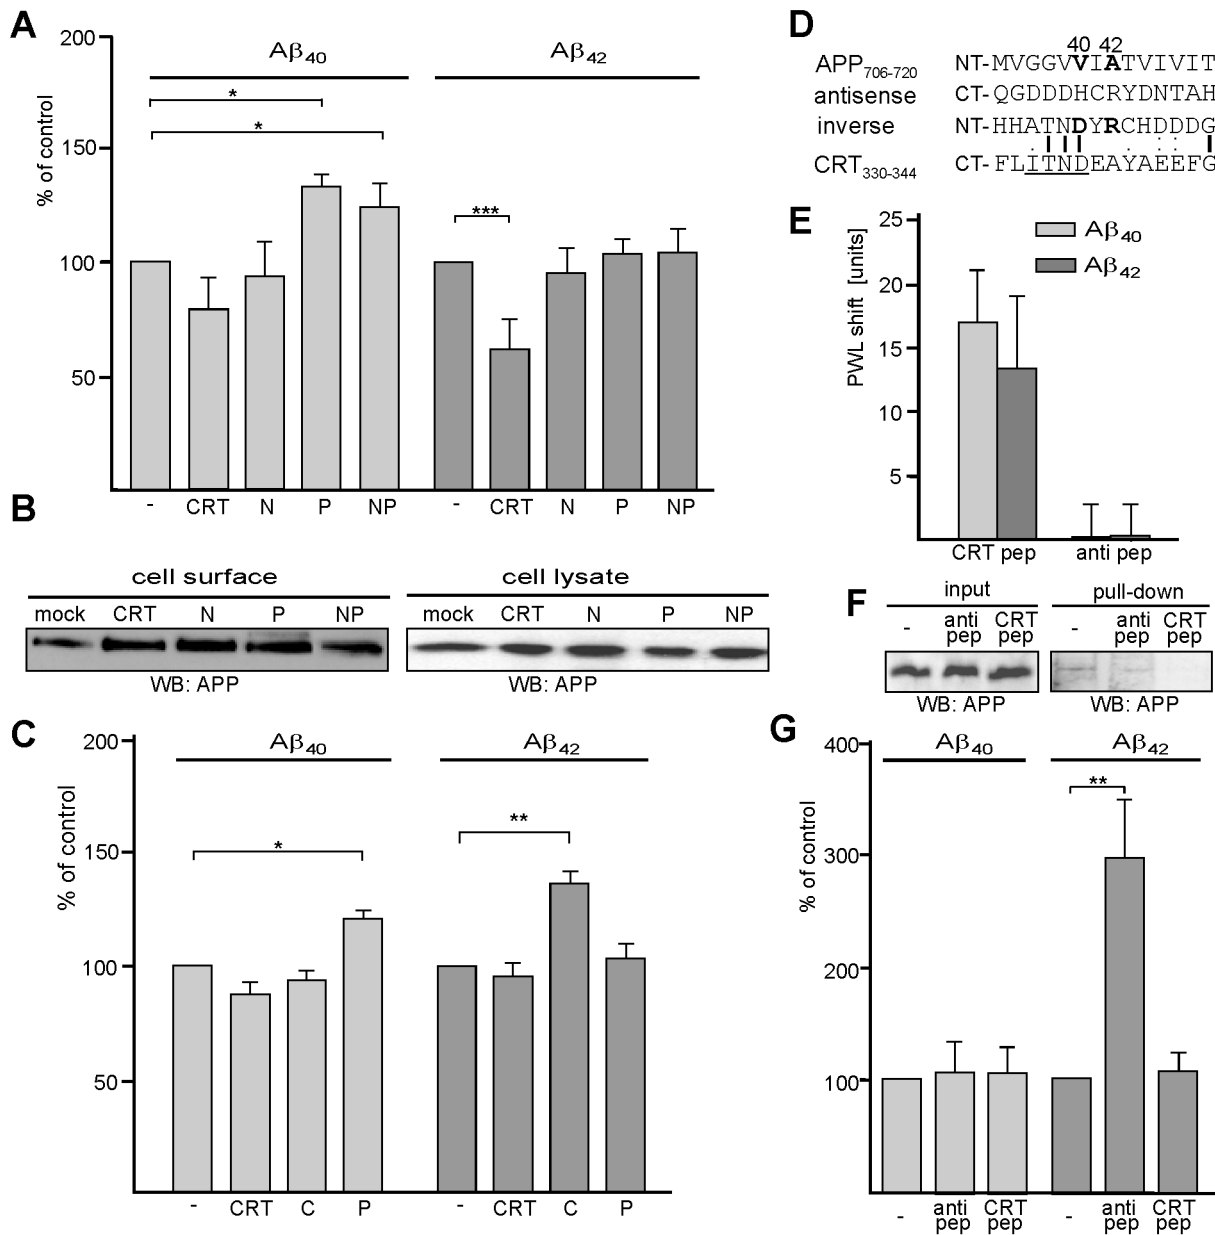 A
200
150
100
50
% of control
Aβ40
Aβ42
*
*
***
- CRT N P NP - CRT N P NP
B
cell surface
cell lysate
mock CRT N P NP
mock CRT N P NP
WB: APP
WB: APP
C
200
150
100
50
% of control
Aβ40
Aβ42
*
**
- CRT C P - CRT C P
D
40 42
APP706-720 NT-MVGGVVIATVIVIT
antisense CT-QGDDDHCRYDNTAH
inverse NT-HHATNDYRCHDDDG
CRT330-344 CT-FLITNDEAYAEEFG
E
25
20
15
10
5
PWL shift [units]
Aβ40
Aβ42
CRT pep anti pep
F
input
pull-down
- anti pep CRT pep
- anti pep CRT pep
WB: APP
WB: APP
G
400
300
200
100
% of control
Aβ40
Aβ42
**
- anti pep CRT pep - anti pep CRT pep